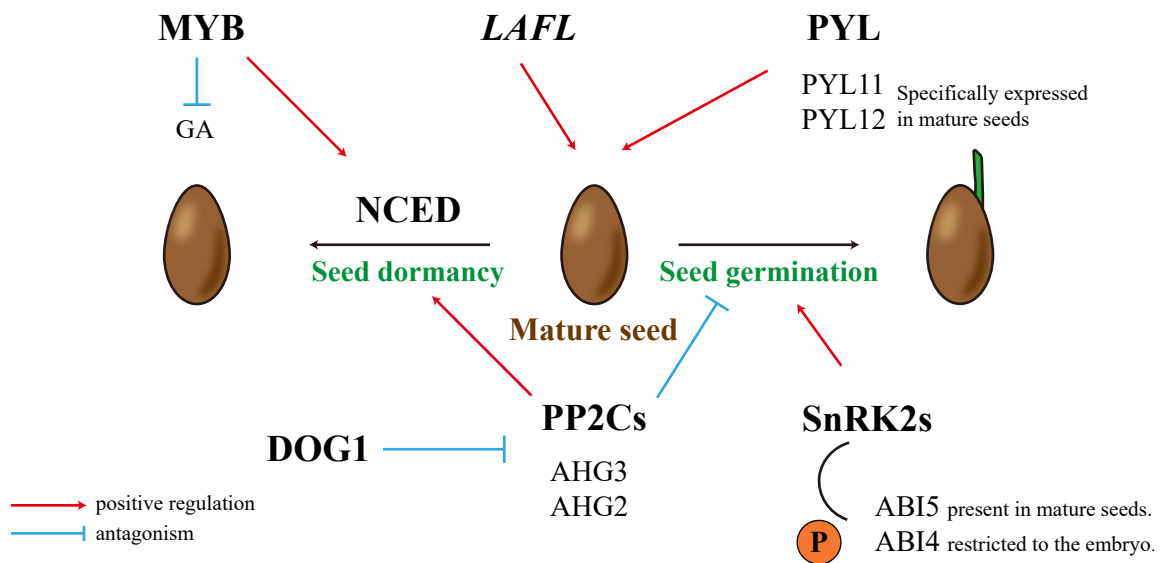 MYB
LAFL
PYL
GA
PYL11
PYL12
Specifically expressed
in mature seeds
NCED
Seed dormancy
Seed germination
Mature seed
PP2Cs
SnRK2s
DOG1
AHG3
AHG2
positive regulation
antagonism
ABI5 present in mature seeds.
P
ABI4 restricted to the embryo.